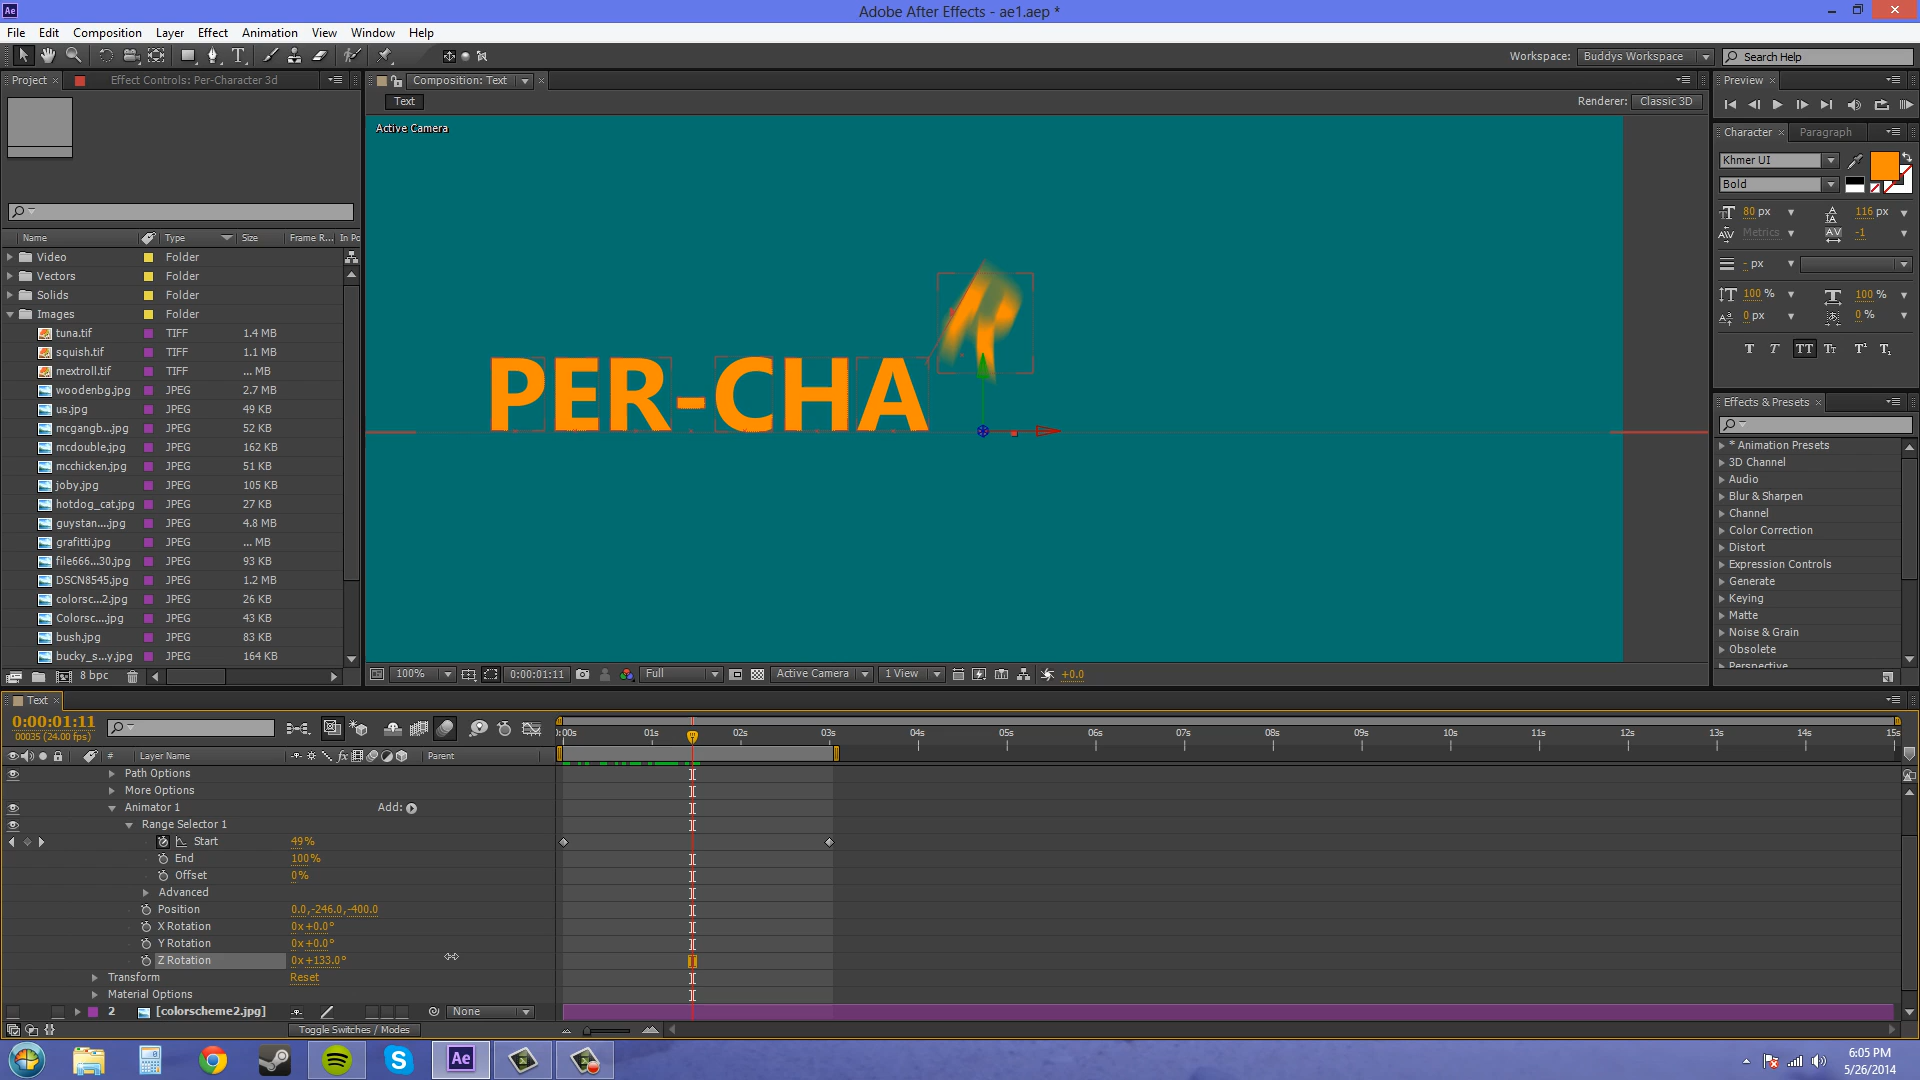 Ae Adobe After Effects - ae1.aep *
File Edit Composition Layer Effect Animation View Window Help
Workspace: Buddys Workspace Search Help
Project Effect Controls: Per-Character 3d
Composition: Text
Text
Renderer: Classic 3D
Active Camera
PER-CHA
R
Name Type Size Frame R... In Po
Video Folder
Vectors Folder
Solids Folder
Images Folder
tuna.tif TIFF 1.4 MB
squish.tif TIFF 1.1 MB
mextroll.tif TIFF ... MB
woodenbg.jpg JPEG 2.7 MB
us.jpg JPEG 49 KB
mcgangb...jpg JPEG 52 KB
mcdouble.jpg JPEG 162 KB
mcchicken.jpg JPEG 51 KB
joby.jpg JPEG 105 KB
hotdog_cat.jpg JPEG 27 KB
guystan....jpg JPEG 4.8 MB
grafitti.jpg JPEG ... MB
file666...30.jpg JPEG 93 KB
DSCN8545.jpg JPEG 1.2 MB
colorsc...2.jpg JPEG 26 KB
Colorsc....jpg JPEG 43 KB
bush.jpg JPEG 83 KB
bucky_s...y.jpg JPEG 164 KB
8 bpc
100% 0:00:01:11 Full Active Camera 1 View +0.0
Preview
Character Paragraph
Khmer UI
Bold
80 px 116 px
Metrics -1
- px
100 % 100 %
0 px 0 %
T T TT Tt T¹ T₁
Effects & Presets
* Animation Presets
3D Channel
Audio
Blur & Sharpen
Channel
Color Correction
Distort
Expression Controls
Generate
Keying
Matte
Noise & Grain
Obsolete
Perspective
Text
0:00:01:11
00035 (24.00 fps)
# Layer Name Parent
:00s 01s 02s 03s 04s 05s 06s 07s 08s 09s 10s 11s 12s 13s 14s 15s
Path Options
More Options
Animator 1 Add:
Range Selector 1
Start 49%
End 100%
Offset 0%
Advanced
Position 0.0,-246.0,-400.0
X Rotation 0x+0.0°
Y Rotation 0x+0.0°
Z Rotation 0x+133.0°
Transform Reset
Material Options
2 [colorscheme2.jpg] None
Toggle Switches / Modes
Ae
6:05 PM
5/26/2014